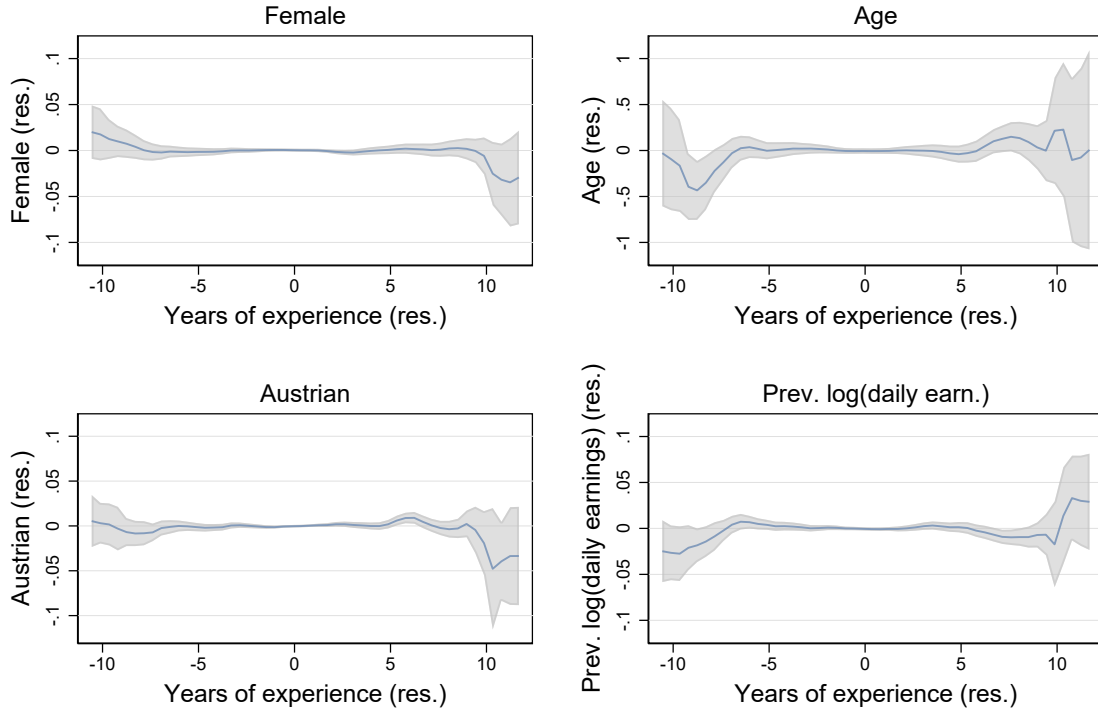 Female
Female (res.)
.1
.05
0
-.05
-.1
-10 -5 0 5 10
Years of experience (res.)
Age
Age (res.)
1
.5
0
-.5
-1
-10 -5 0 5 10
Years of experience (res.)
Austrian
Austrian (res.)
.1
.05
0
-.05
-.1
-10 -5 0 5 10
Years of experience (res.)
Prev. log(daily earn.)
Prev. log(daily earnings) (res.)
.1
.05
0
-.05
-.1
-10 -5 0 5 10
Years of experience (res.)